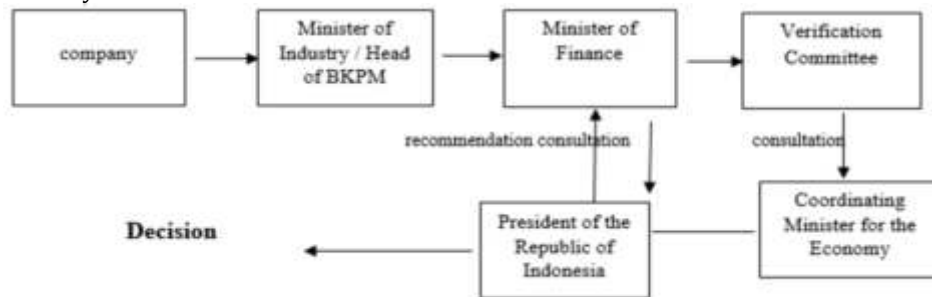 company
Minister of
Industry / Head
of BKPM
Minister of
Finance
Verification
Committee
recommendation consultation
consultation
Decision
President of the
Republic of
Indonesia
Coordinating
Minister for the
Economy